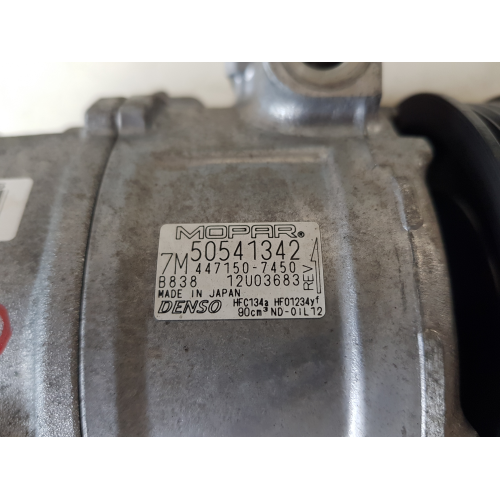 MOPAR®
7M 50541342
447150-7450
B838 12U03683 REV
MADE IN JAPAN
DENSO HFC134a HFO1234yf
90cm³ ND-OIL12